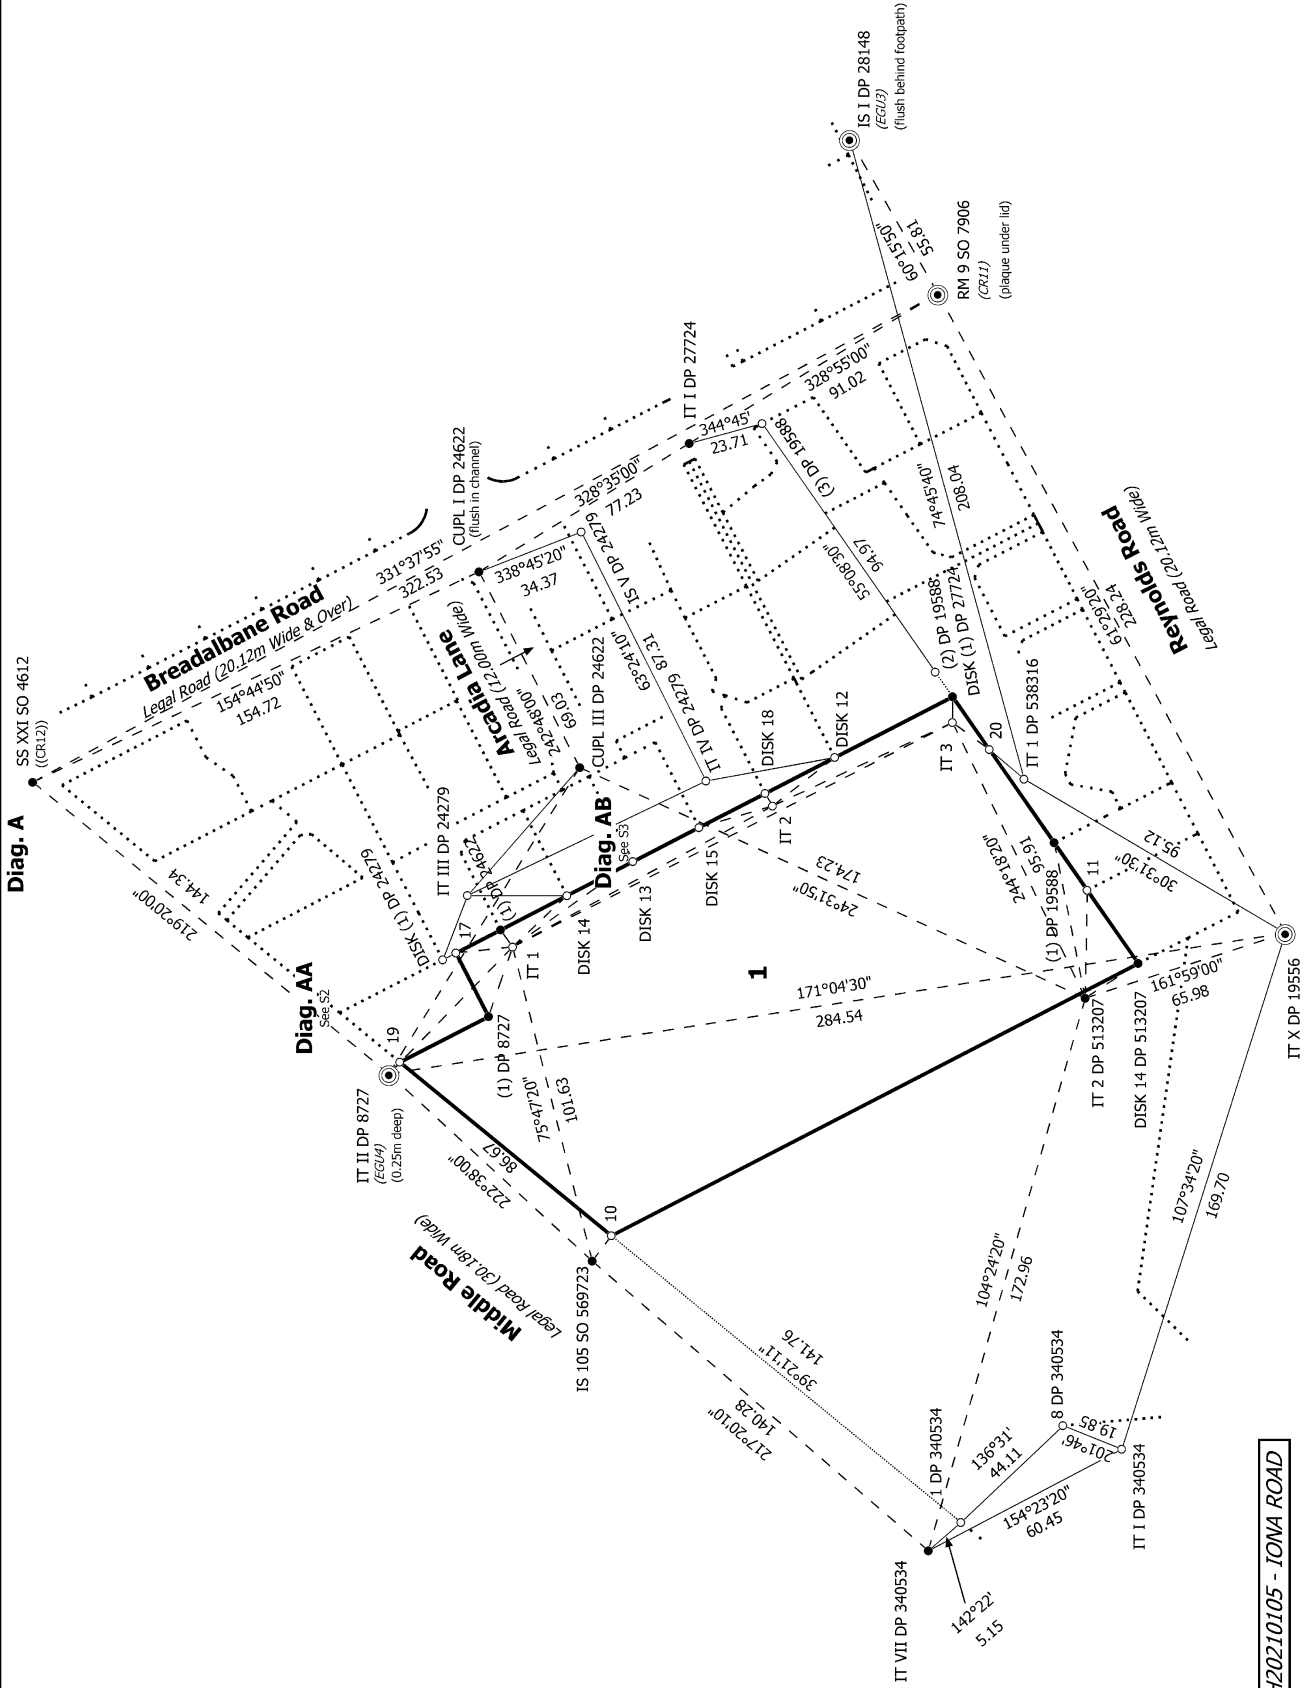 Diag. A
SS XXI SO 4612
((CR12))
Breadalbane Road
Legal Road (20.12m Wide & Over)
154°44'50"
154.72
331°37'55"
322.53
CUPL I DP 24622
(flush in channel)
219°20'00"
144.34
Diag. AA
See S2
19
IT II DP 8727
(EGU4)
(0.25m deep)
DISK (1) DP 24279
17
IT III DP 24279
(1) DP 24622
IT 1
(1) DP 8727
Arcadia Lane
Legal Road (12.00m Wide)
242°48'00"
69.03
CUPL III DP 24622
338°45'20"
34.37
328°35'00"
77.23
IS V DP 24279
63°24'10"
87.31
IT IV DP 24279
IT I DP 27724
344°45'
23.71
(3) DP 19588
328°55'00"
91.02
IS I DP 28148
(EGU3)
(flush behind footpath)
60°15'50"
55.81
RM 9 SO 7906
(CR11)
(plaque under lid)
74°45'40"
208.04
55°08'30"
94.97
(2) DP 19588
DISK (1) DP 27724
Reynolds Road
Legal Road (20.12m Wide)
61°29'20"
228.24
Diag. AB
See S3
DISK 14
DISK 13
DISK 15
DISK 18
IT 2
DISK 12
IT 3
20
IT 1 DP 538316
244°18'20"
95.91
(1) DP 19588
11
30°31'30"
95.12
24°31'50"
174.23
1
171°04'30"
284.54
161°59'00"
65.98
IT 2 DP 513207
DISK 14 DP 513207
IT X DP 19556
75°47'20"
101.63
222°38'00"
86.67
10
IS 105 SO 569723
Middle Road
Legal Road (30.18m Wide)
217°20'10"
140.28
39°21'11"
141.76
104°24'20"
172.96
107°34'20"
169.70
1 DP 340534
8 DP 340534
136°31'
44.11
201°46'
19.85
154°23'20"
60.45
IT I DP 340534
IT VII DP 340534
142°22'
5.15
H20210105 - IONA ROAD